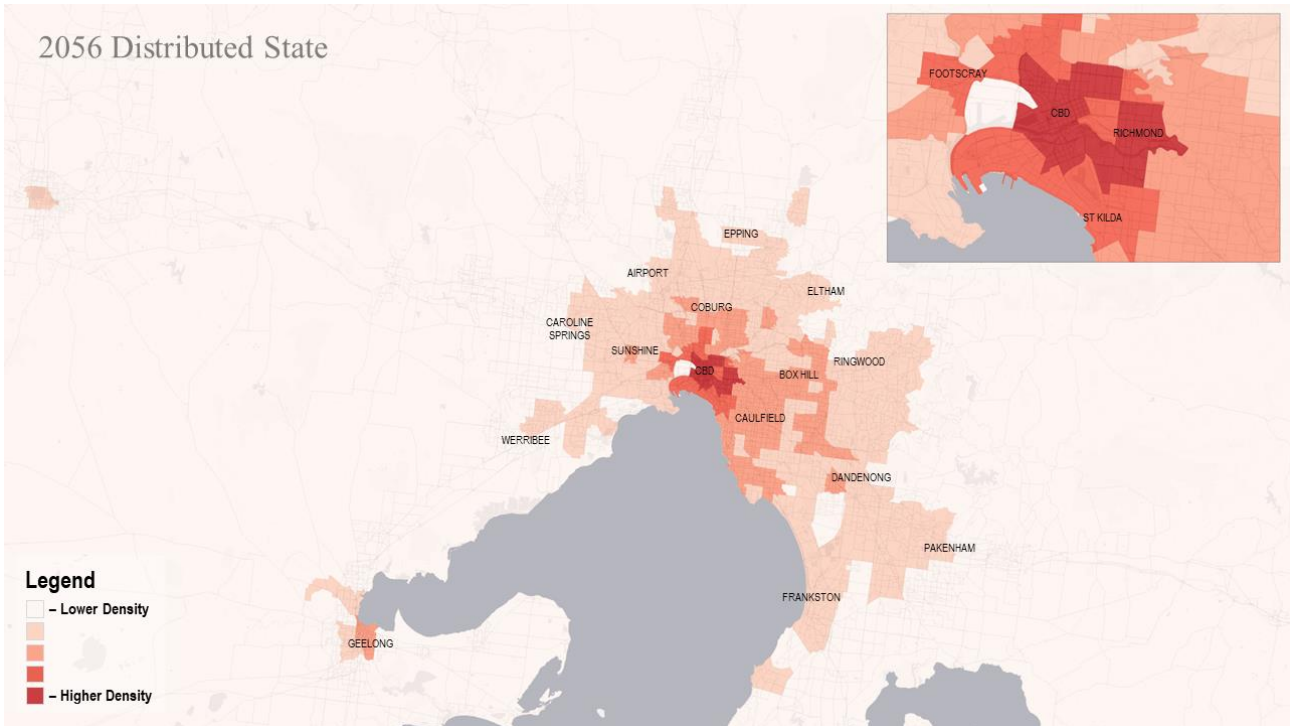 2056 Distributed State
FOOTSCRAY
CBD
RICHMOND
ST KILDA
EPPING
AIRPORT
ELTHAM
COBURG
CAROLINE
SPRINGS
SUNSHINE
RINGWOOD
CBD
BOX HILL
CAULFIELD
WERRIBEE
DANDENONG
PAKENHAM
FRANKSTON
GEELONG
Legend
– Lower Density
– Higher Density